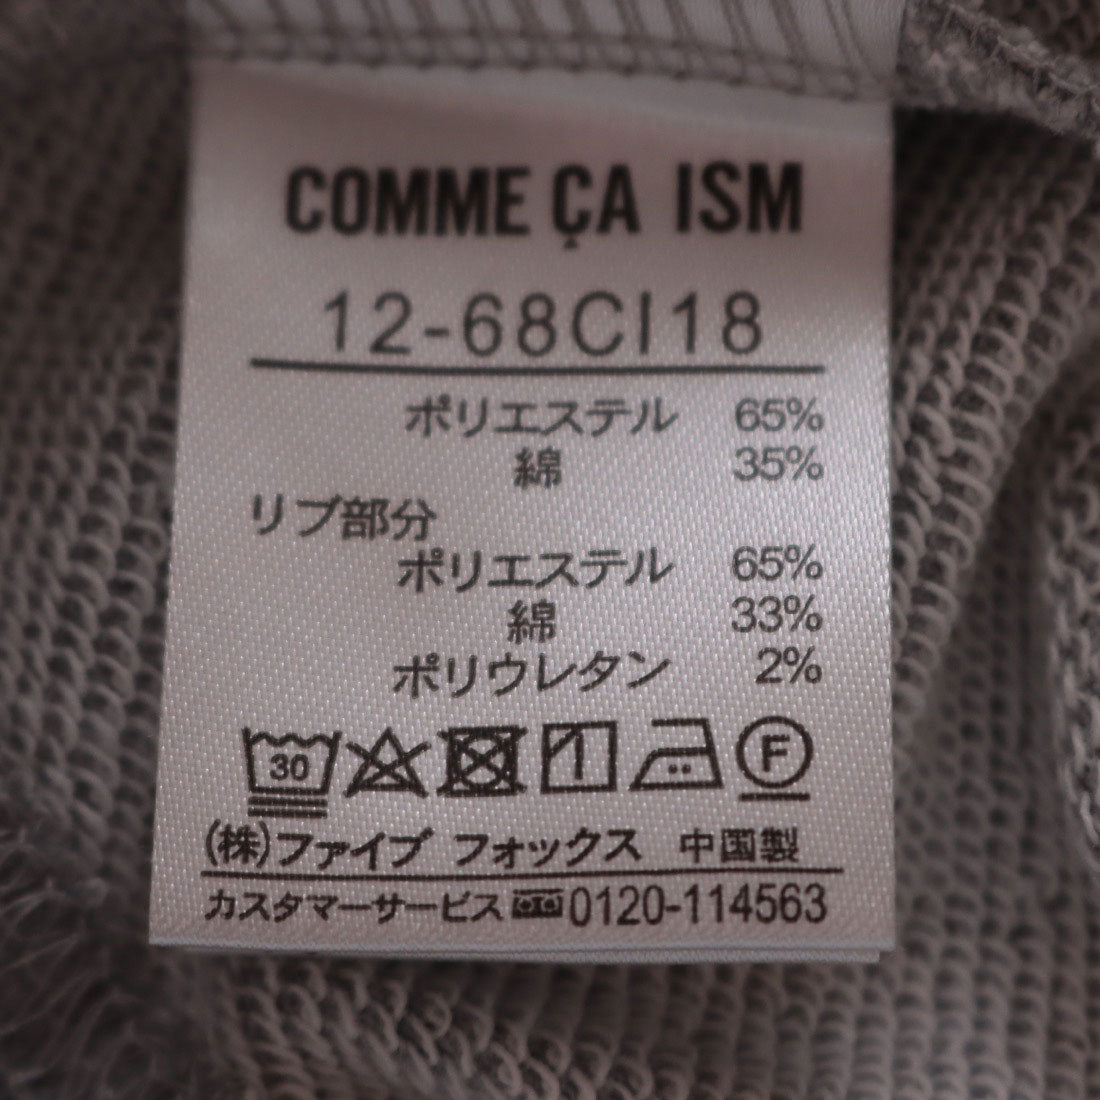 COMME ÇA ISM
12-68CI18
ポリエステル 65%
綿 35%
リブ部分
ポリエステル 65%
綿 33%
ポリウレタン 2%
30 F
(株)ファイブ フォックス 中国製
カスタマーサービス 0120-114563